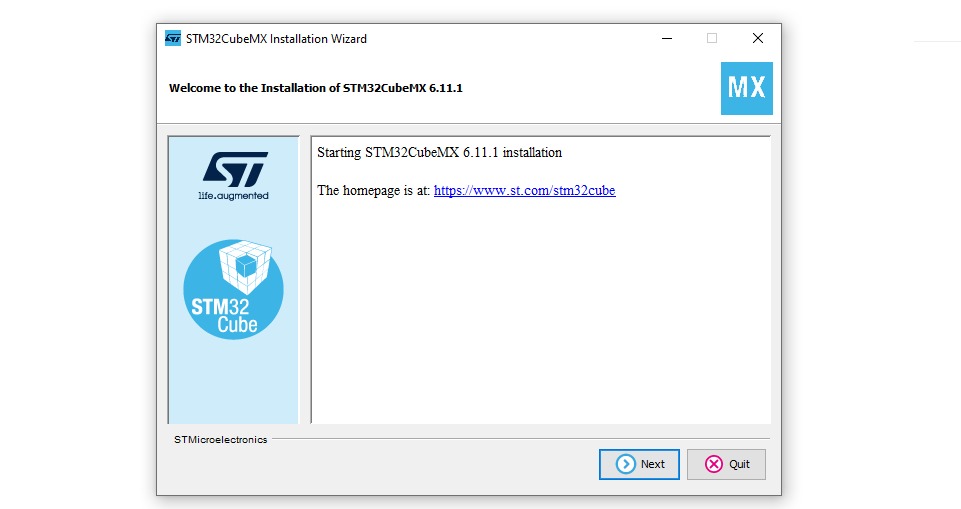 STM32CubeMX Installation Wizard
Welcome to the Installation of STM32CubeMX 6.11.1
MX
ST
life.augmented
STM32
Cube
Starting STM32CubeMX 6.11.1 installation
The homepage is at: https://www.st.com/stm32cube
STMicroelectronics
Next
Quit